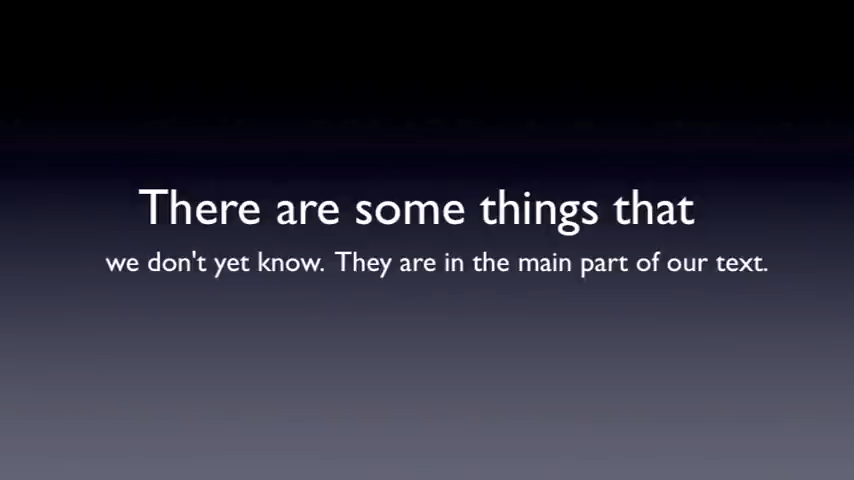 There are some things that
we don't yet know. They are in the main part of our text.